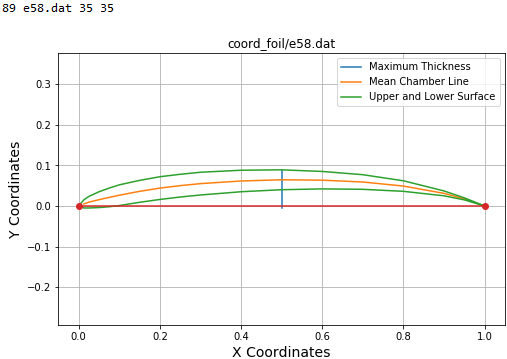 89 e58.dat 35 35
coord_foil/e58.dat
Maximum Thickness
Mean Chamber Line
Upper and Lower Surface
0.3
0.2
0.1
0.0
−0.1
−0.2
Y Coordinates
0.0 0.2 0.4 0.6 0.8 1.0
X Coordinates